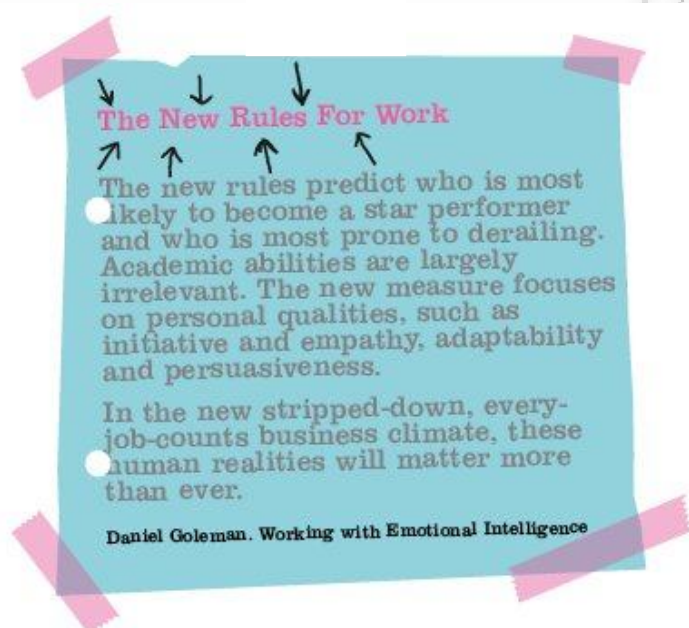 The New Rules For Work
The new rules predict who is most
likely to become a star performer
and who is most prone to derailing.
Academic abilities are largely
irrelevant. The new measure focuses
on personal qualities, such as
initiative and empathy, adaptability
and persuasiveness.
In the new stripped-down, every-
job-counts business climate, these
human realities will matter more
than ever.
Daniel Goleman. Working with Emotional Intelligence